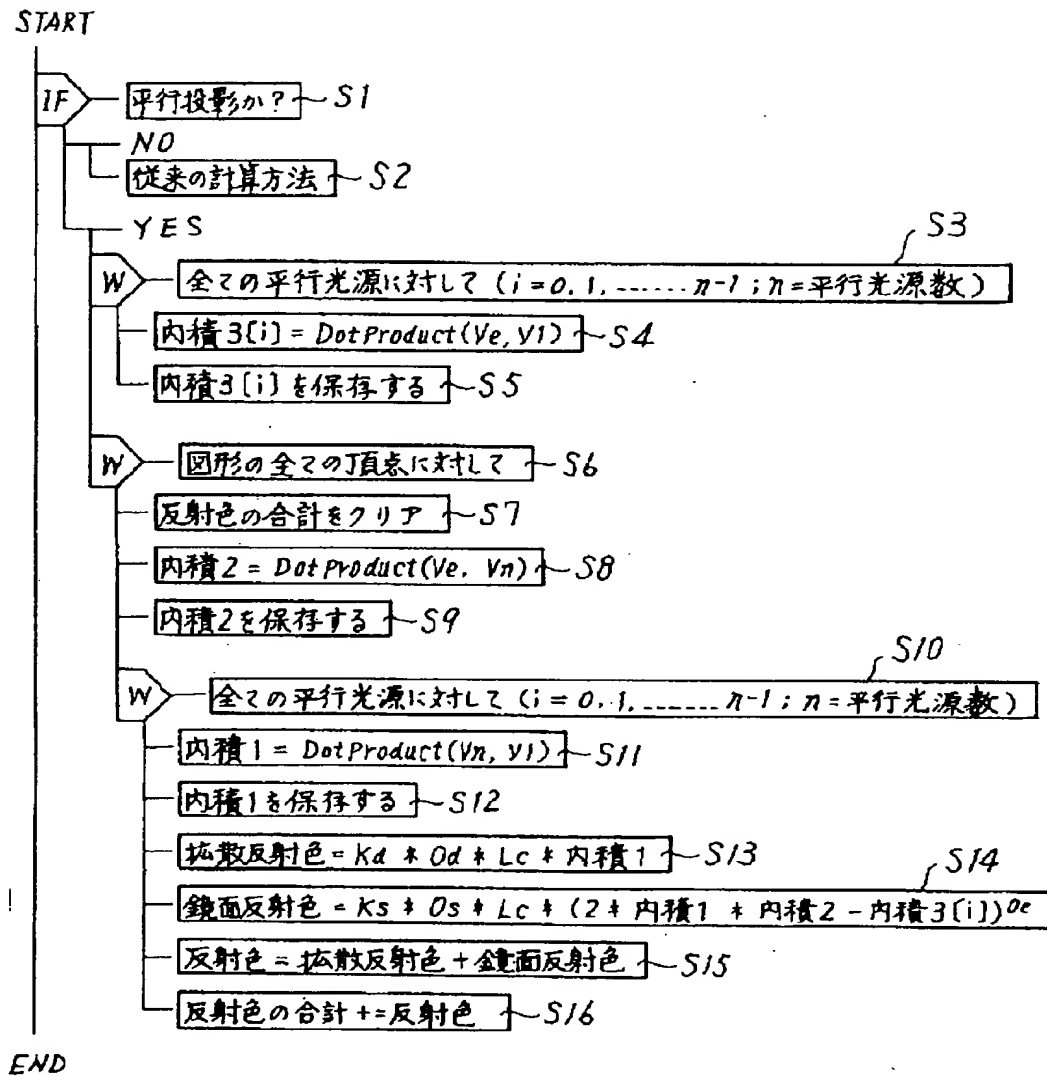 START
IF 平行投影か? S1
NO
従来の計算方法 S2
YES
S3
W 全ての平行光源に対して (i=0.1.......n-1;n=平行光源数)
内積3[i] = DotProduct(Ve, Vl) S4
内積3[i]を保存する S5
W 図形の全ての頂点に対して S6
反射色の合計をクリア S7
内積2 = DotProduct(Ve. Vn) S8
内積2を保存する S9
S10
W 全ての平行光源に対して (i=0.1........n-1;n=平行光源数)
内積1 = DotProduct(Vn, Vl) S11
内積1を保存する S12
拡散反射色=Kd * Od * Lc * 内積1 S13
S14
鏡面反射色=Ks * Os * Lc * (2 * 内積1 * 内積2 - 内積3[i])^Oe
反射色=拡散反射色+鏡面反射色 S15
反射色の合計+=反射色 S16
END